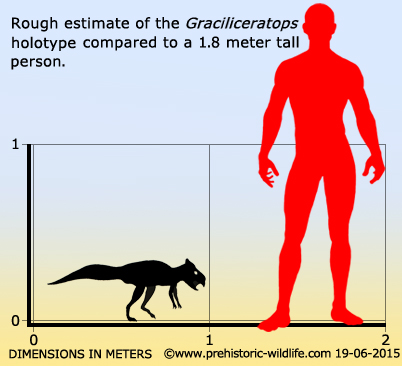 Rough estimate of the Graciliceratops
holotype compared to a 1.8 meter tall
person.
1
0
0 1 2
DIMENSIONS IN METERS ©www.prehistoric-wildlife.com 19-06-2015